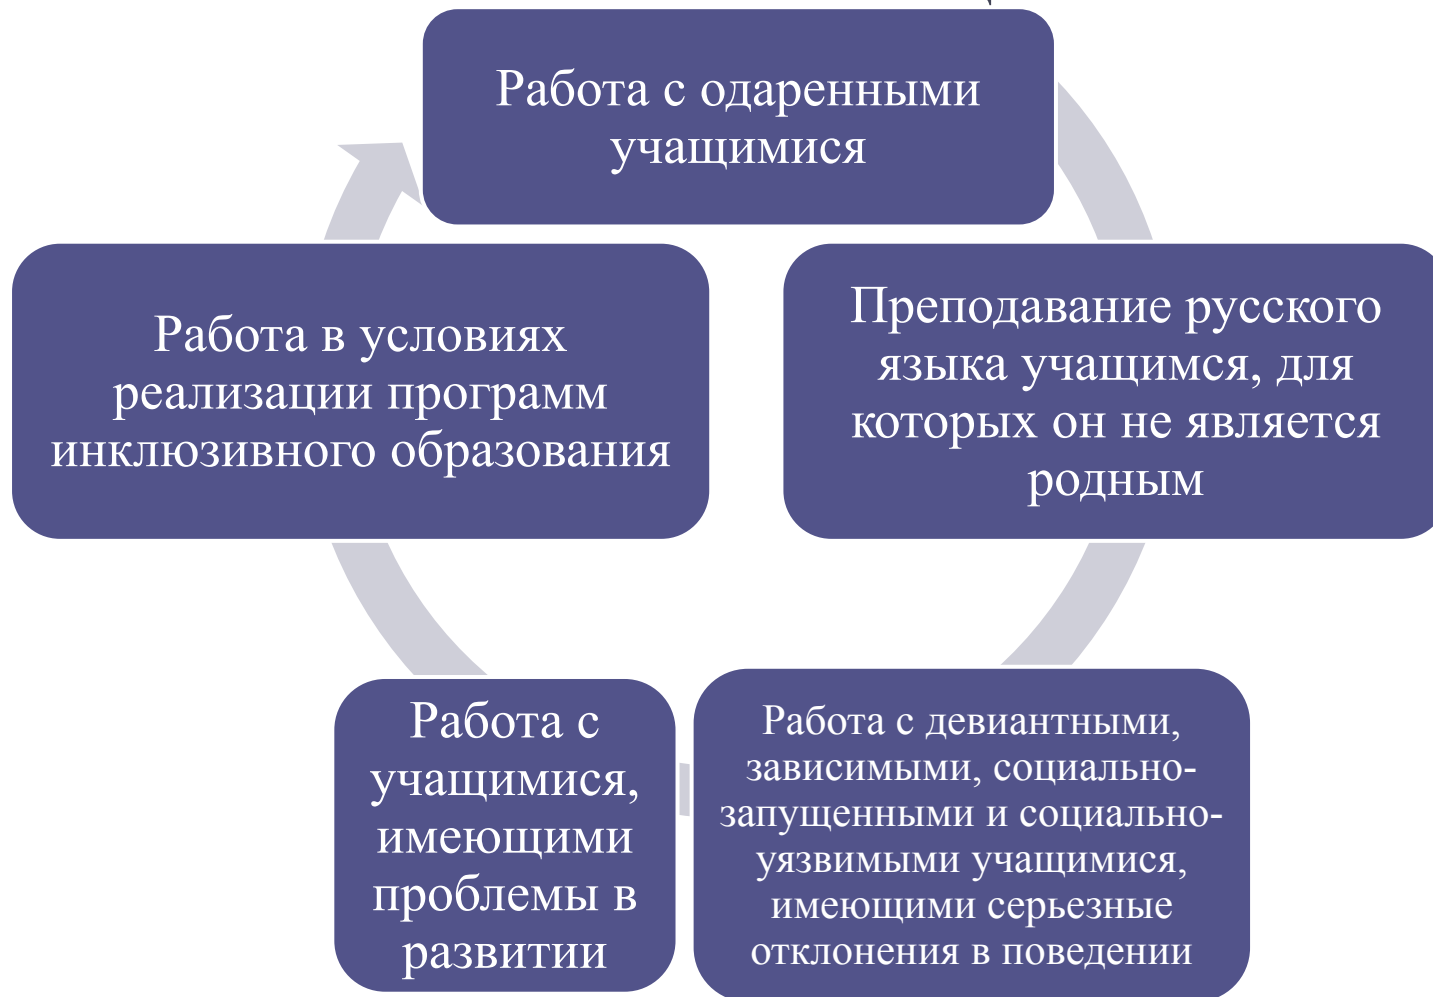 Работа с одаренными
учащимися
Преподавание русского
языка учащимся, для
которых он не является
родным
Работа с девиантными,
зависимыми, социально-
запущенными и социально-
уязвимыми учащимися,
имеющими серьезные
отклонения в поведении
Работа с
учащимися,
имеющими
проблемы в
развитии
Работа в условиях
реализации программ
инклюзивного образования